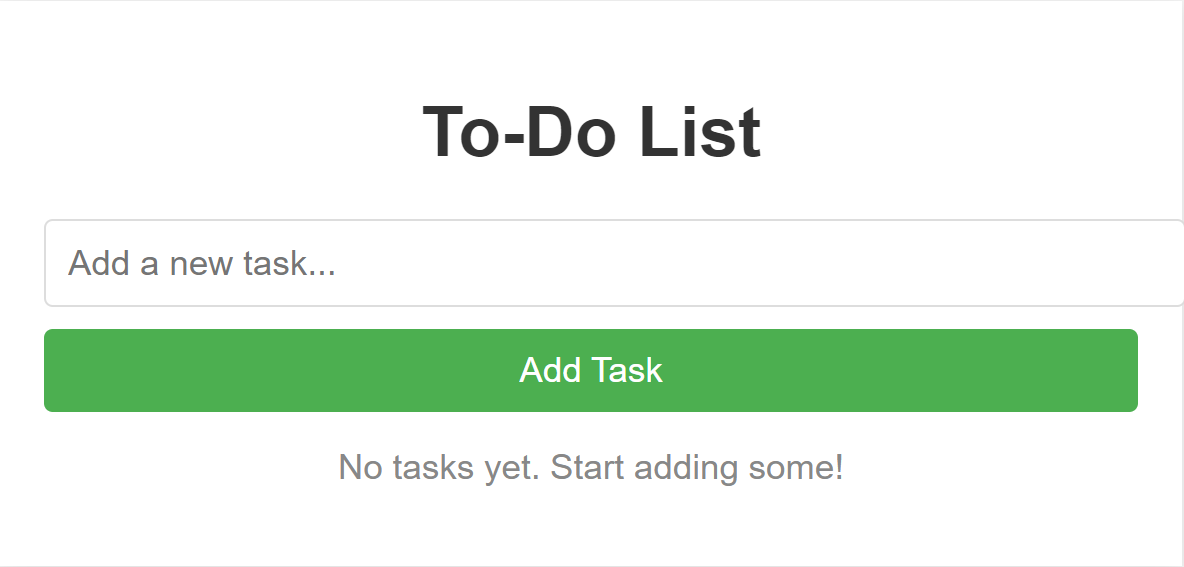 To-Do List
Add a new task...
Add Task
No tasks yet. Start adding some!